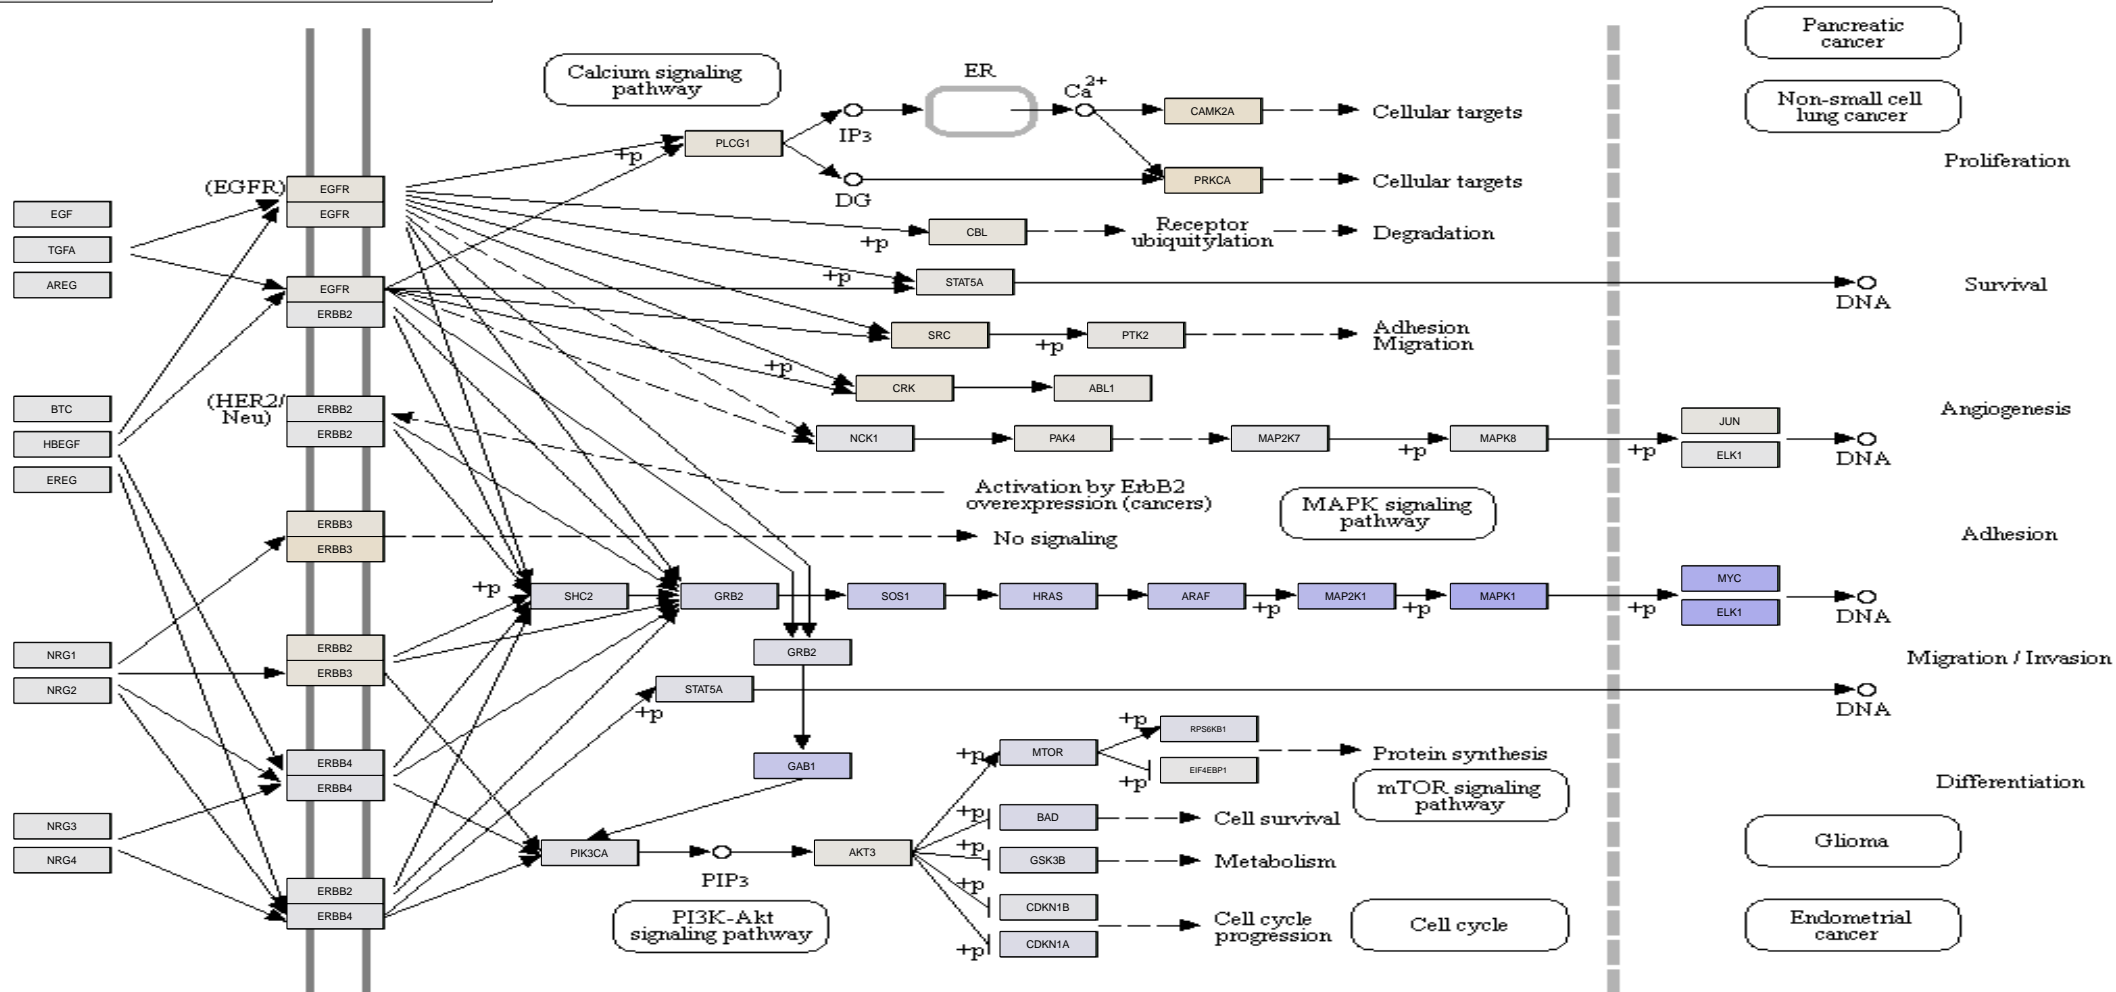 Pancreatic
cancer
Calcium signaling
pathway
ER
Ca2+
CAMK2A
Cellular targets
Non-small cell
lung cancer
IP3
PLCG1
+p
Proliferation
(EGFR)
EGFR
EGFR
DG
PRKCA
Cellular targets
EGF
TGFA
AREG
CBL
+p
Receptor
ubiquitylation
Degradation
EGFR
ERBB2
+p
STAT5A
DNA
Survival
SRC
+p
PTK2
Adhesion
Migration
+p
CRK
ABL1
BTC
HBEGF
EREG
(HER2/
Neu)
ERBB2
ERBB2
Angiogenesis
NCK1
PAK4
MAP2K7
+p
MAPK8
+p
JUN
ELK1
DNA
Activation by ErbB2
overexpression (cancers)
MAPK signaling
pathway
ERBB3
ERBB3
No signaling
Adhesion
+p
SHC2
GRB2
SOS1
HRAS
ARAF
+p
MAP2K1
+p
MAPK1
+p
MYC
ELK1
DNA
NRG1
NRG2
ERBB2
ERBB3
GRB2
Migration / Invasion
STAT5A
+p
DNA
ERBB4
ERBB4
GAB1
+p
MTOR
+p
RPS6KB1
+p
EIF4EBP1
Protein synthesis
mTOR signaling
pathway
Differentiation
NRG3
NRG4
+p
BAD
Cell survival
PIK3CA
PIP3
AKT3
+p
GSK3B
Metabolism
Glioma
ERBB2
ERBB4
PI3K-Akt
signaling pathway
+p
CDKN1B
+p
CDKN1A
Cell cycle
progression
Cell cycle
Endometrial
cancer